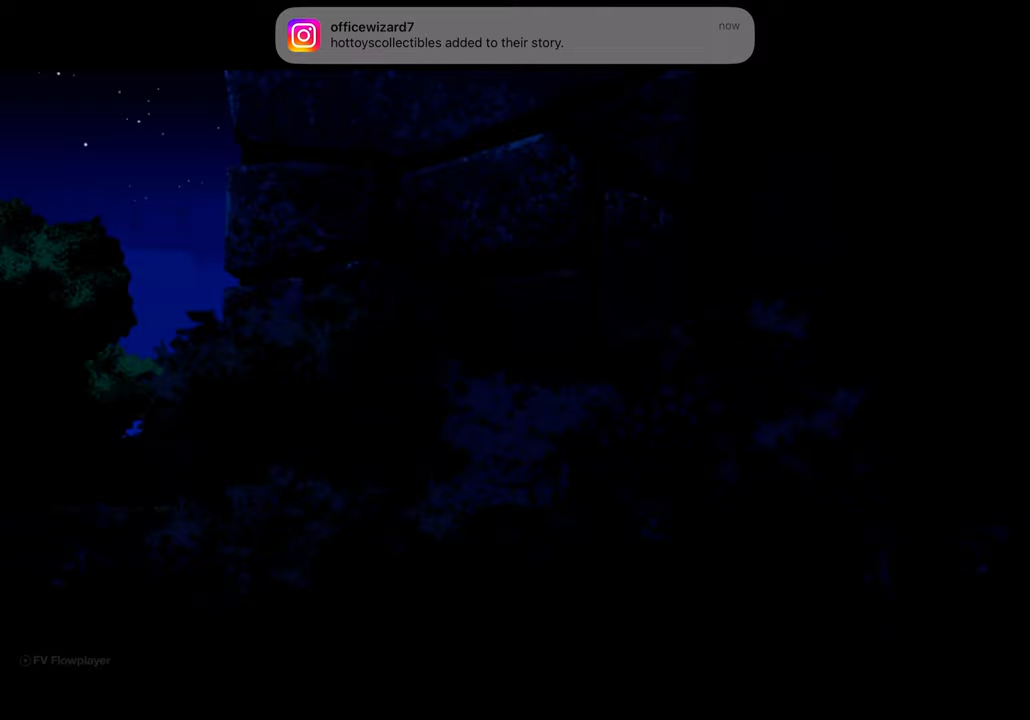 officewizard7
now
hottoyscollectibles added to their story.
FV Flowplayer